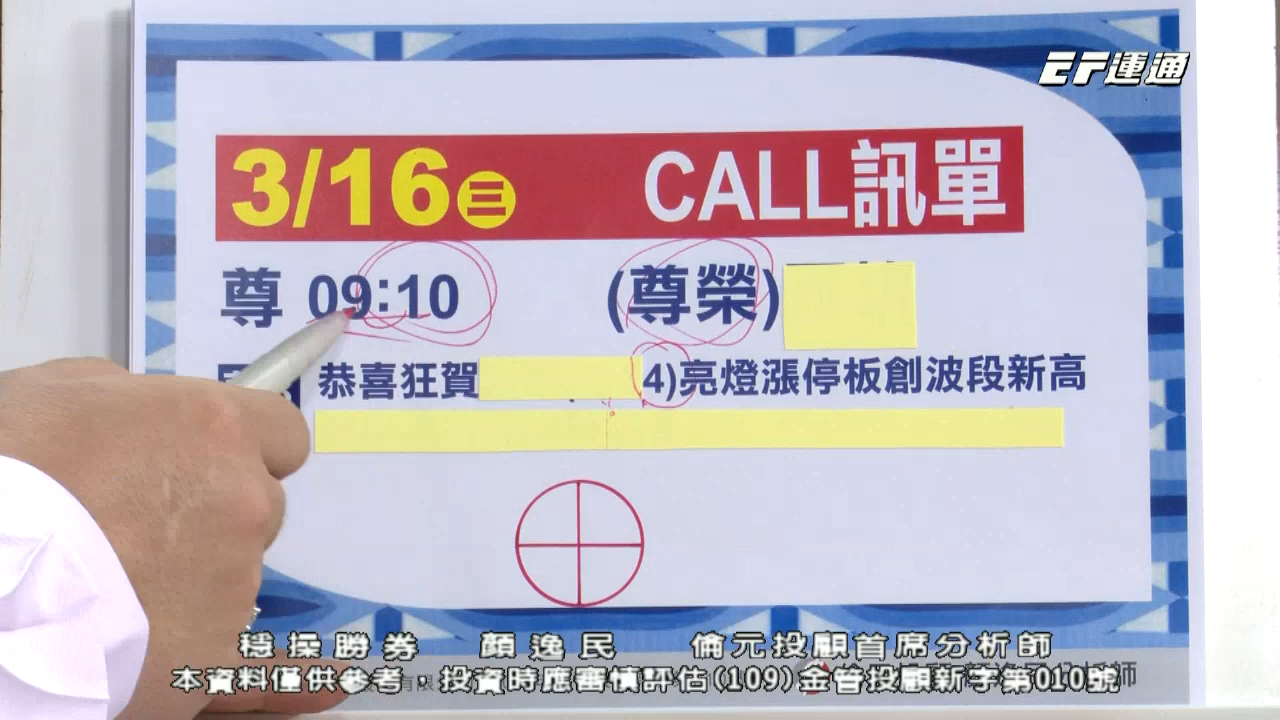 EF運通
3/16㊂ CALL訊單
尊 09:10 (尊榮)
恭喜狂賀 4)亮燈漲停板創波段新高
穩操勝券 顏逸民 倫元投顧首席分析師
本資料僅供參考，投資時應審慎評估(109)金管投顧新字第010號